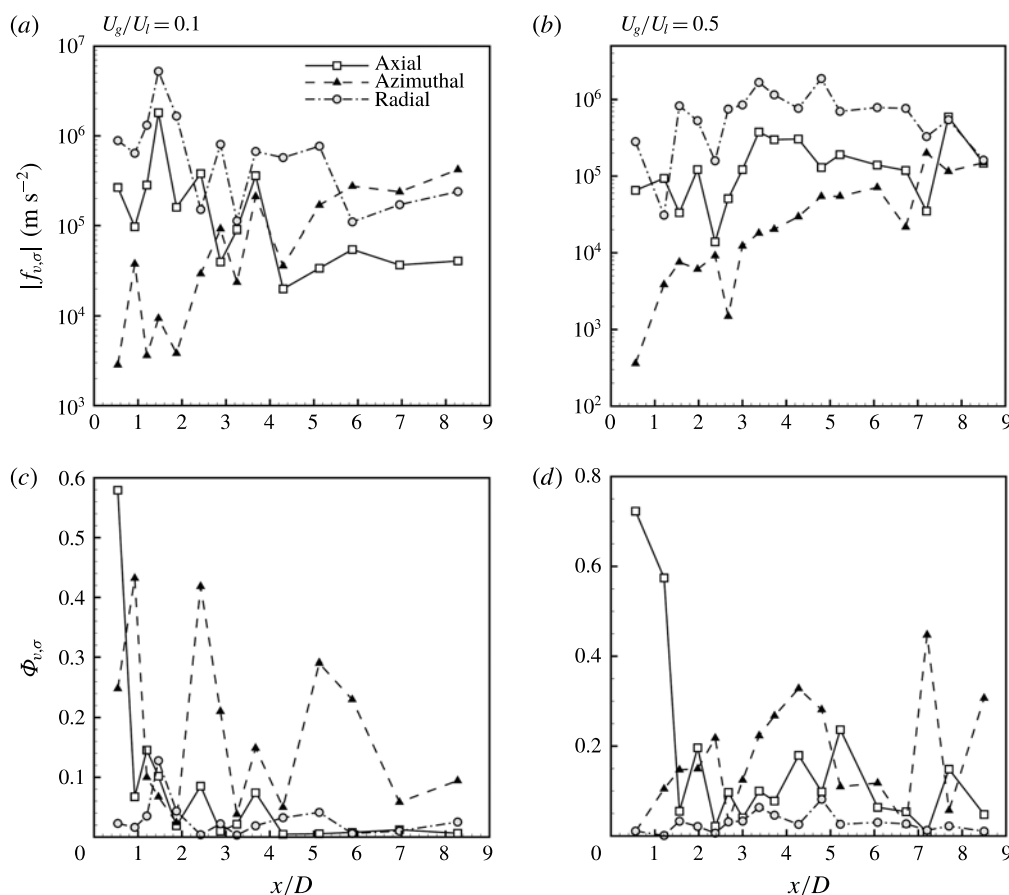 (a) U_g/U_l = 0.1
10^7
10^6
10^5
10^4
10^3
|f_{v,σ}| (m s^{−2})
Axial
Azimuthal
Radial
0 1 2 3 4 5 6 7 8 9
(b) U_g/U_l = 0.5
10^6
10^5
10^4
10^3
10^2
0 1 2 3 4 5 6 7 8 9
(c)
0.6
0.5
0.4
0.3
0.2
0.1
Φ_{v,σ}
0 1 2 3 4 5 6 7 8 9
x/D
(d)
0.8
0.6
0.4
0.2
0 1 2 3 4 5 6 7 8 9
x/D